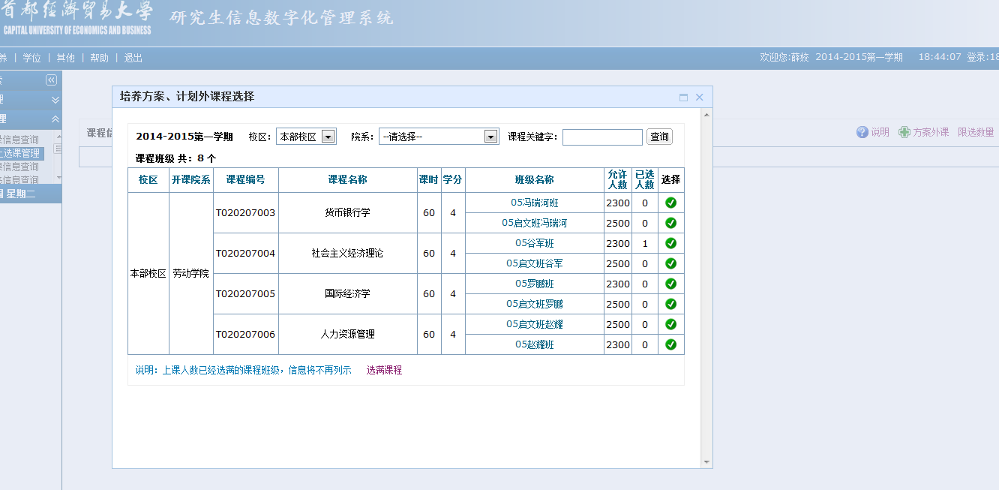 首都经济贸易大学 研究生信息数字化管理系统
CAPITAL UNIVERSITY OF ECONOMICS AND BUSINESS
养 | 学位 | 其他 | 帮助 | 退出 欢迎您:薛姣 2014-2015第一学期 18:44:07 登录:18
理
理
信息查询
上选课管理
信息查询
信息查询
星期二
课程信
说明 方案外课 限选数量
培养方案、计划外课程选择
2014-2015第一学期 校区: 本部校区 院系: --请选择-- 课程关键字: 查询
课程班级 共: 8 个
校区 开课院系 课程编号 课程名称 课时 学分 班级名称 允许人数 已选人数 选择
本部校区 劳动学院
T020207003 货币银行学 60 4
05冯瑞河班 2300 0
05启文班冯瑞河 2500 0
T020207004 社会主义经济理论 60 4
05谷军班 2300 1
05启文班谷军 2500 0
T020207005 国际经济学 60 4
05罗鹏班 2300 0
05启文班罗鹏 2500 0
T020207006 人力资源管理 60 4
05启文班赵耀 2500 0
05赵耀班 2300 0
说明: 上课人数已经选满的课程班级，信息将不再列示 选满课程